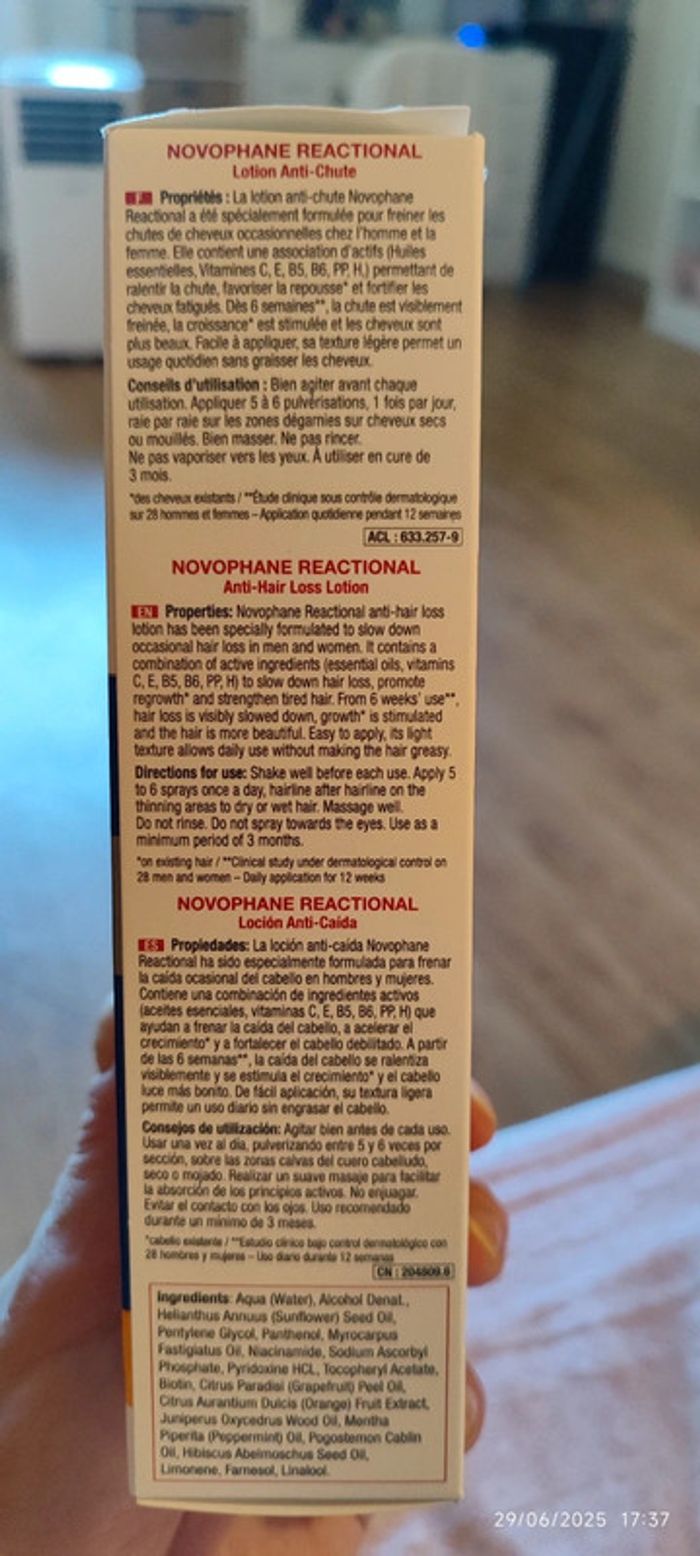 NOVOPHANE REACTIONAL
Lotion Anti-Chute
Propriétés : La lotion anti-chute Novophane
Reactional a été spécialement formulée pour freiner les
chutes de cheveux occasionnelles chez l'homme et la
femme. Elle contient une association d'actifs (Huiles
essentielles, Vitamines C, E, B5, B6, PP, H,) permettant de
ralentir la chute, favoriser la repousse* et fortifier les
cheveux fatigués. Dès 6 semaines**, la chute est visiblement
freinée, la croissance* est stimulée et les cheveux sont
plus beaux. Facile à appliquer, sa texture légère permet un
usage quotidien sans graisser les cheveux.
Conseils d'utilisation : Bien agiter avant chaque
utilisation. Appliquer 5 à 6 pulvérisations, 1 fois par jour,
raie par raie sur les zones dégarnies sur cheveux secs
ou mouillés. Bien masser. Ne pas rincer.
Ne pas vaporiser vers les yeux. À utiliser en cure de
3 mois.
*des cheveux existants / **Étude clinique sous contrôle dermatologique
sur 28 hommes et femmes – Application quotidienne pendant 12 semaines
ACL : 633.257-9
NOVOPHANE REACTIONAL
Anti-Hair Loss Lotion
EN Properties: Novophane Reactional anti-hair loss
lotion has been specially formulated to slow down
occasional hair loss in men and women. It contains a
combination of active ingredients (essential oils, vitamins
C, E, B5, B6, PP, H) to slow down hair loss, promote
regrowth* and strengthen tired hair. From 6 weeks' use**,
hair loss is visibly slowed down, growth* is stimulated
and the hair is more beautiful. Easy to apply, its light
texture allows daily use without making the hair greasy.
Directions for use: Shake well before each use. Apply 5
to 6 sprays once a day, hairline after hairline on the
thinning areas to dry or wet hair. Massage well.
Do not rinse. Do not spray towards the eyes. Use as a
minimum period of 3 months.
*on existing hair / **Clinical study under dermatological control on
28 men and women – Daily application for 12 weeks
NOVOPHANE REACTIONAL
Loción Anti-Caída
ES Propiedades: La loción anti-caída Novophane
Reactional ha sido especialmente formulada para frenar
la caída ocasional del cabello en hombres y mujeres.
Contiene una combinación de ingredientes activos
(aceites esenciales, vitaminas C, E, B5, B6, PP, H) que
ayudan a frenar la caída del cabello, a acelerar el
crecimiento* y a fortalecer el cabello debilitado. A partir
de las 6 semanas**, la caída del cabello se ralentiza
visiblemente y se estimula el crecimiento* y el cabello
luce más bonito. De fácil aplicación, su textura ligera
permite un uso diario sin engrasar el cabello.
Consejos de utilización: Agitar bien antes de cada uso.
Usar una vez al día, pulverizando entre 5 y 6 veces por
sección, sobre las zonas calvas del cuero cabelludo,
seco o mojado. Realizar un suave masaje para facilitar
la absorción de los principios activos. No enjuagar.
Evitar el contacto con los ojos. Uso recomendado
durante un mínimo de 3 meses.
*cabello existente / **Estudio clínico bajo control dermatológico con
28 hombres y mujeres – Uso diario durante 12 semanas
CN : 204809.6
Ingredients: Aqua (Water), Alcohol Denat.,
Helianthus Annuus (Sunflower) Seed Oil,
Pentylene Glycol, Panthenol, Myrocarpus
Fastigiatus Oil, Niacinamide, Sodium Ascorbyl
Phosphate, Pyridoxine HCL, Tocopheryl Acetate,
Biotin, Citrus Paradisi (Grapefruit) Peel Oil,
Citrus Aurantium Dulcis (Orange) Fruit Extract,
Juniperus Oxycedrus Wood Oil, Mentha
Piperita (Peppermint) Oil, Pogostemon Cablin
Oil, Hibiscus Abelmoschus Seed Oil,
Limonene, Farnesol, Linalool.
29/06/2025 17:37